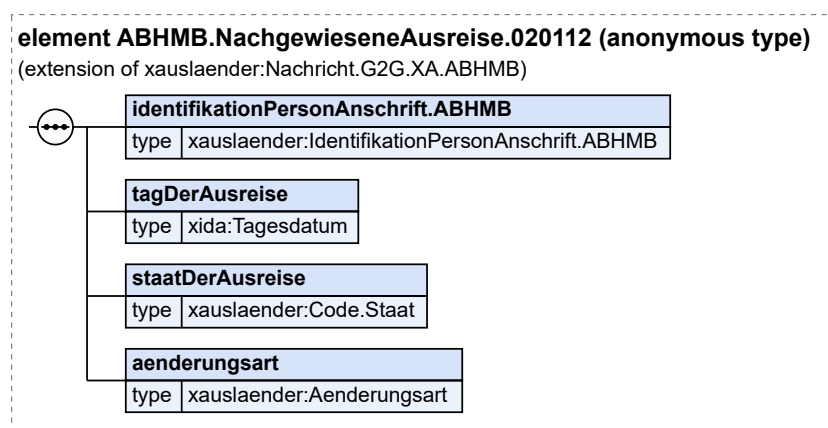 element ABHMB.NachgewieseneAusreise.020112 (anonymous type)
(extension of xauslaender:Nachricht.G2G.XA.ABHMB)
identifikationPersonAnschrift.ABHMB
type xauslaender:IdentifikationPersonAnschrift.ABHMB
tagDerAusreise
type xida:Tagesdatum
staatDerAusreise
type xauslaender:Code.Staat
aenderungsart
type xauslaender:Aenderungsart